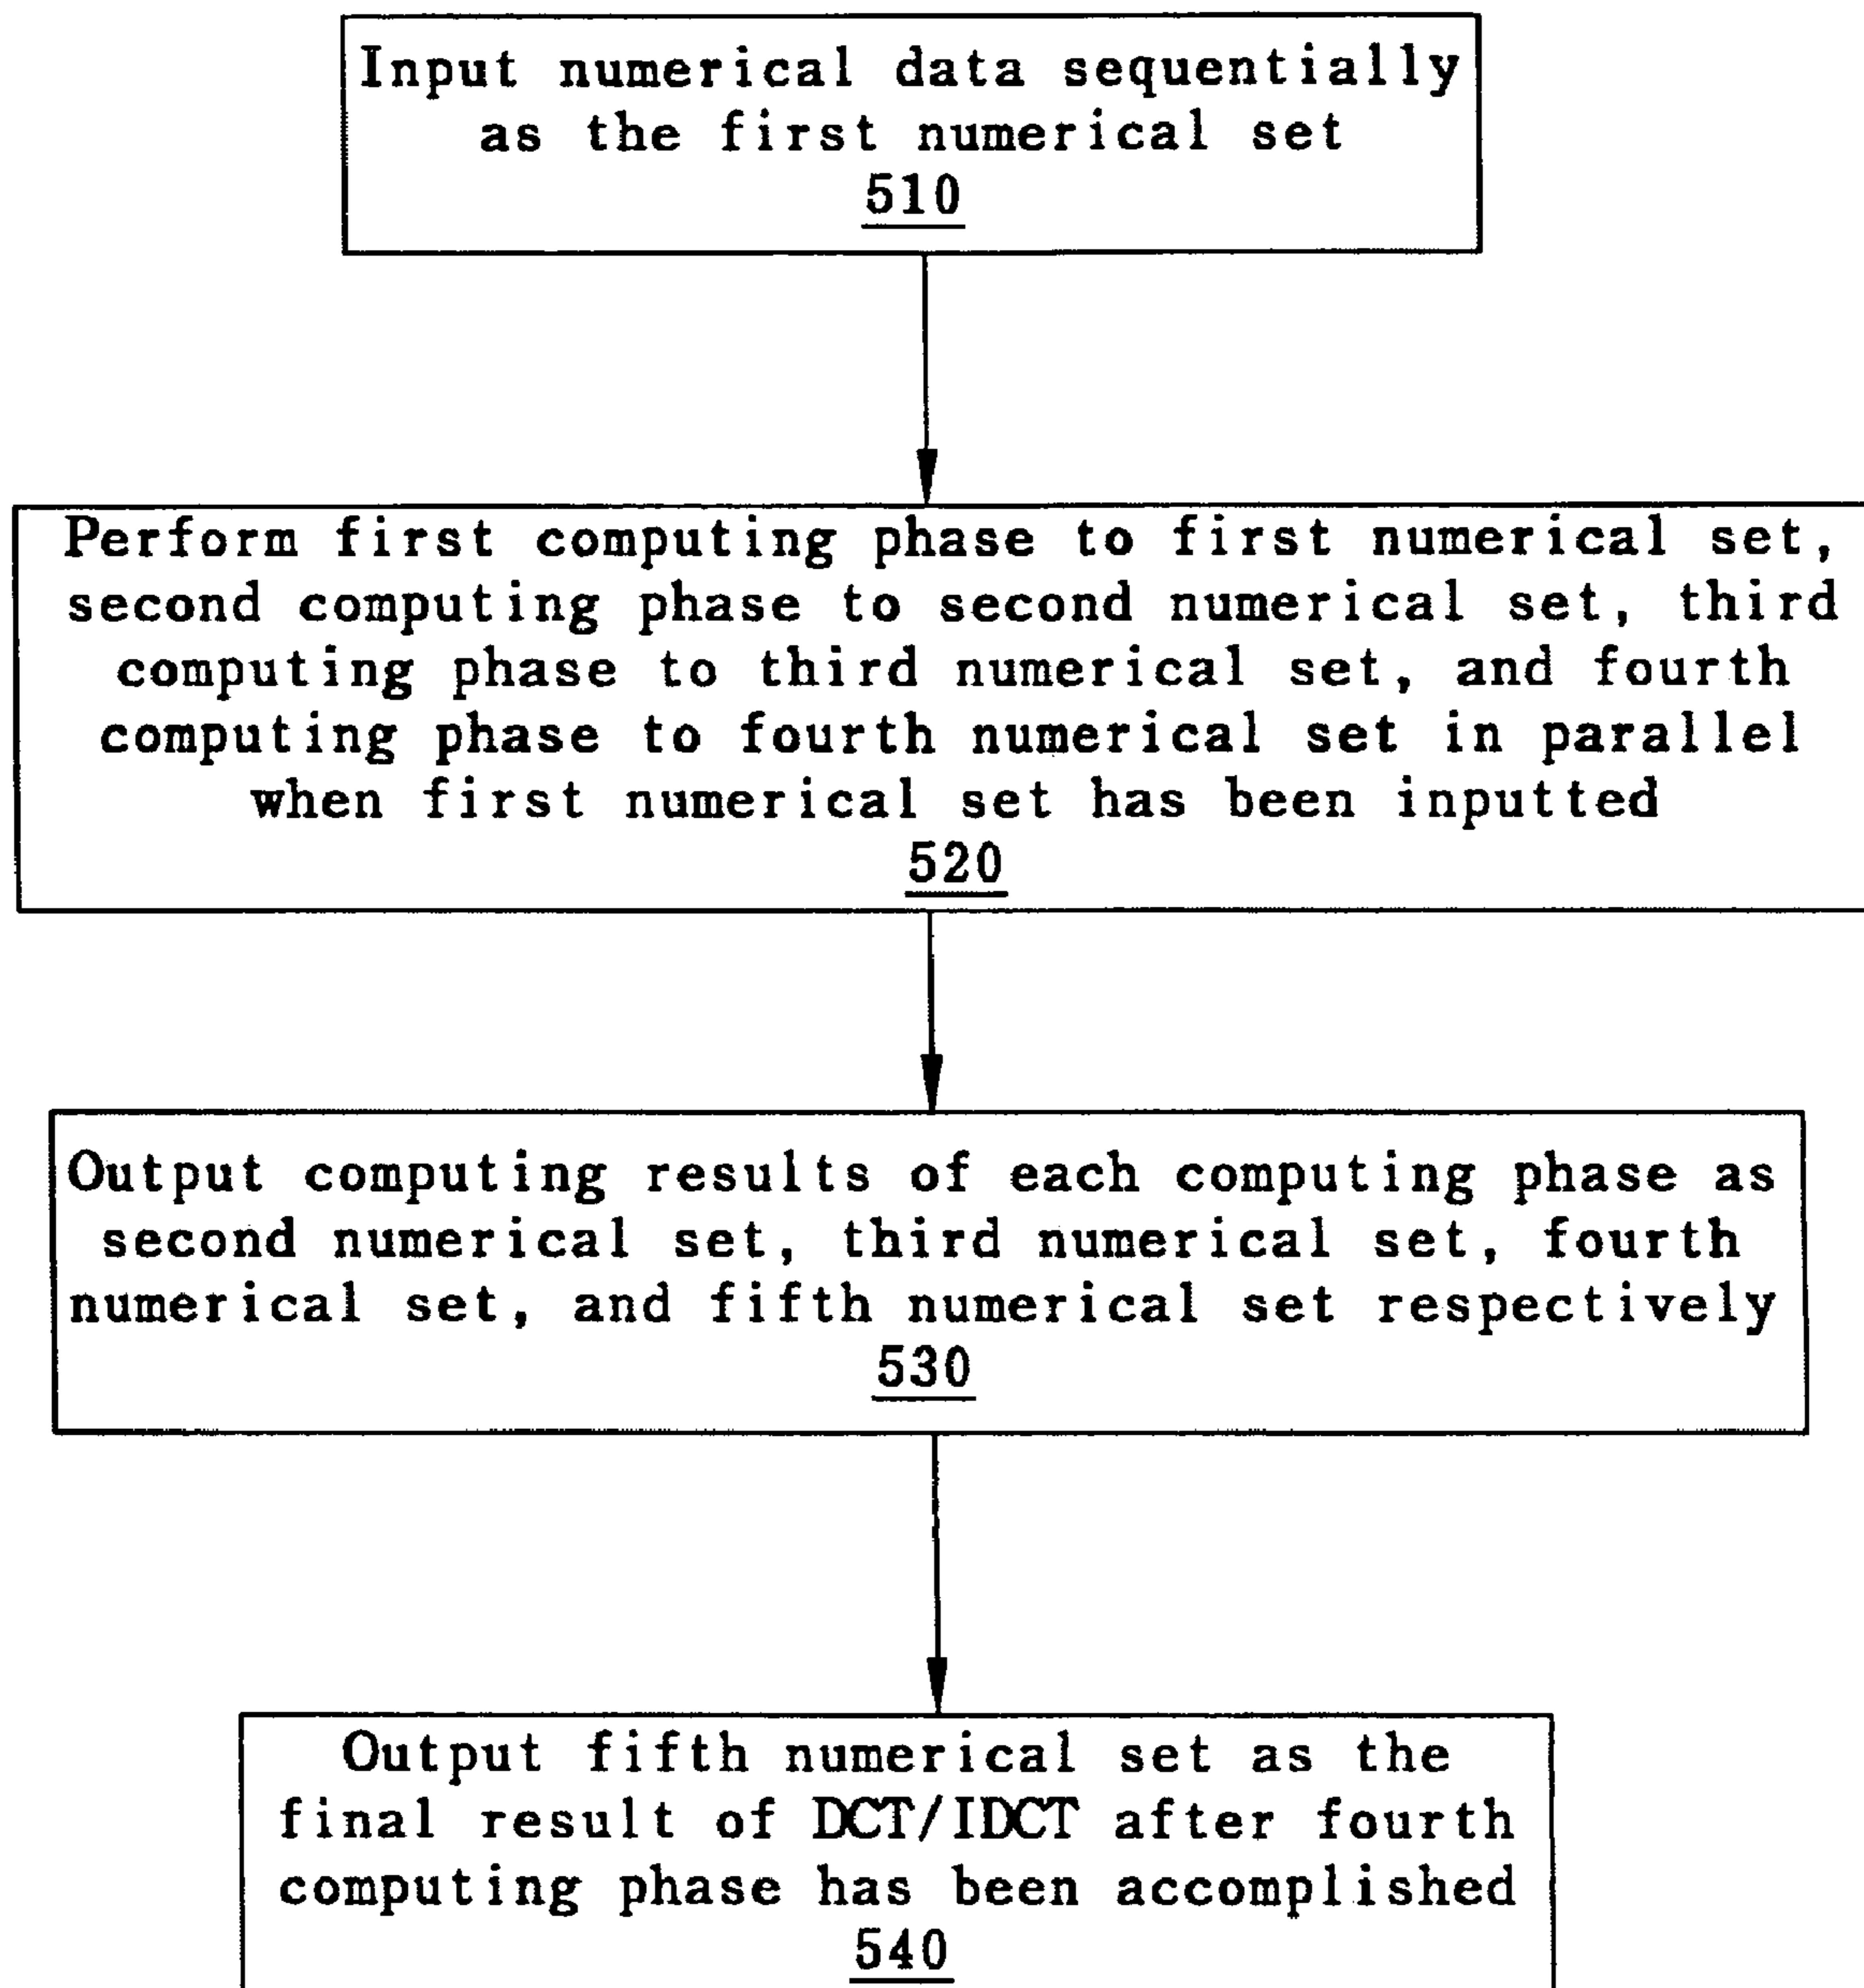 Input numerical data sequentially
as the first numerical set
510
Perform first computing phase to first numerical set,
second computing phase to second numerical set, third
computing phase to third numerical set, and fourth
computing phase to fourth numerical set in parallel
when first numerical set has been inputted
520
Output computing results of each computing phase as
second numerical set, third numerical set, fourth
numerical set, and fifth numerical set respectively
530
Output fifth numerical set as the
final result of DCT/IDCT after fourth
computing phase has been accomplished
540